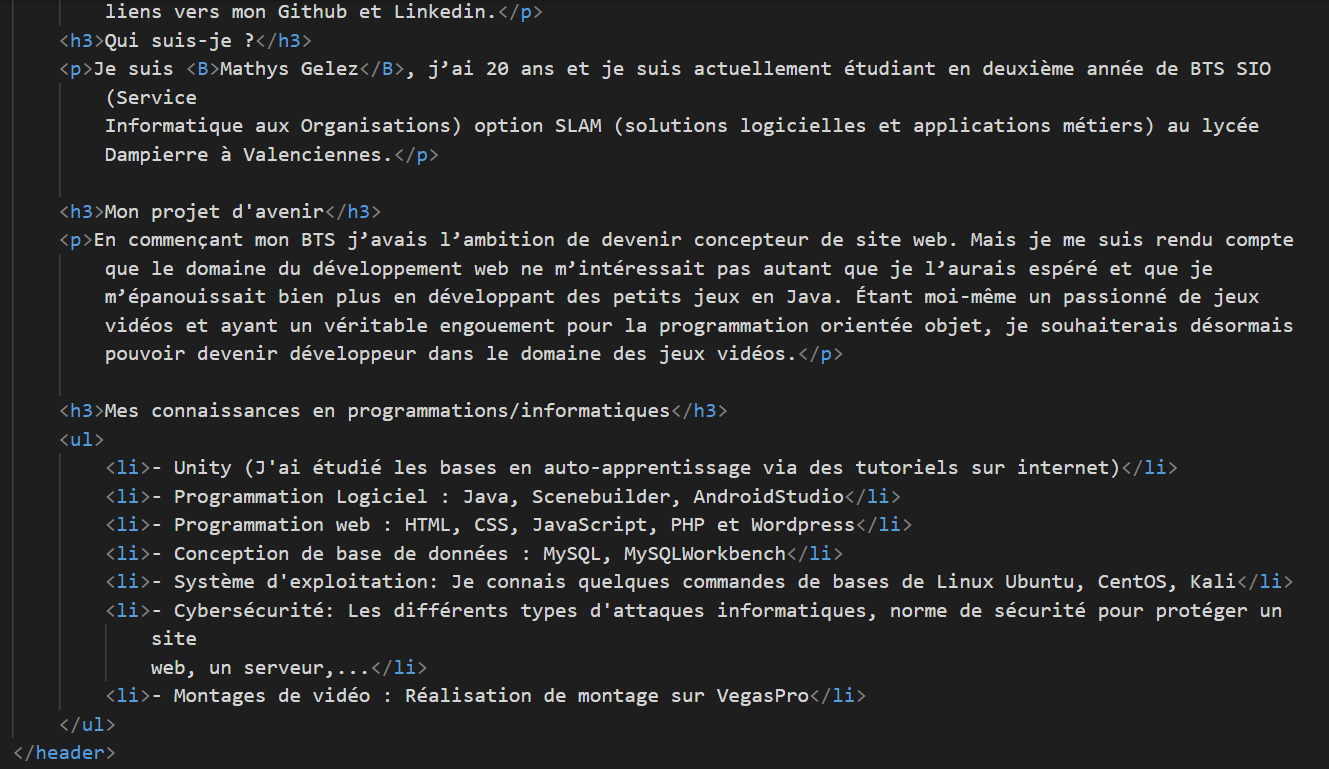 liens vers mon Github et Linkedin.</p>
<h3>Qui suis-je ?</h3>
<p>Je suis <B>Mathys Gelez</B>, j’ai 20 ans et je suis actuellement étudiant en deuxième année de BTS SIO
(Service
Informatique aux Organisations) option SLAM (solutions logicielles et applications métiers) au lycée
Dampierre à Valenciennes.</p>
<h3>Mon projet d'avenir</h3>
<p>En commençant mon BTS j’avais l’ambition de devenir concepteur de site web. Mais je me suis rendu compte
que le domaine du développement web ne m’intéressait pas autant que je l’aurais espéré et que je
m’épanouissait bien plus en développant des petits jeux en Java. Étant moi-même un passionné de jeux
vidéos et ayant un véritable engouement pour la programmation orientée objet, je souhaiterais désormais
pouvoir devenir développeur dans le domaine des jeux vidéos.</p>
<h3>Mes connaissances en programmations/informatiques</h3>
<ul>
<li>- Unity (J'ai étudié les bases en auto-apprentissage via des tutoriels sur internet)</li>
<li>- Programmation Logiciel : Java, Scenebuilder, AndroidStudio</li>
<li>- Programmation web : HTML, CSS, JavaScript, PHP et Wordpress</li>
<li>- Conception de base de données : MySQL, MySQLWorkbench</li>
<li>- Système d'exploitation: Je connais quelques commandes de bases de Linux Ubuntu, CentOS, Kali</li>
<li>- Cybersécurité: Les différents types d'attaques informatiques, norme de sécurité pour protéger un
site
web, un serveur,...</li>
<li>- Montages de vidéo : Réalisation de montage sur VegasPro</li>
</ul>
</header>